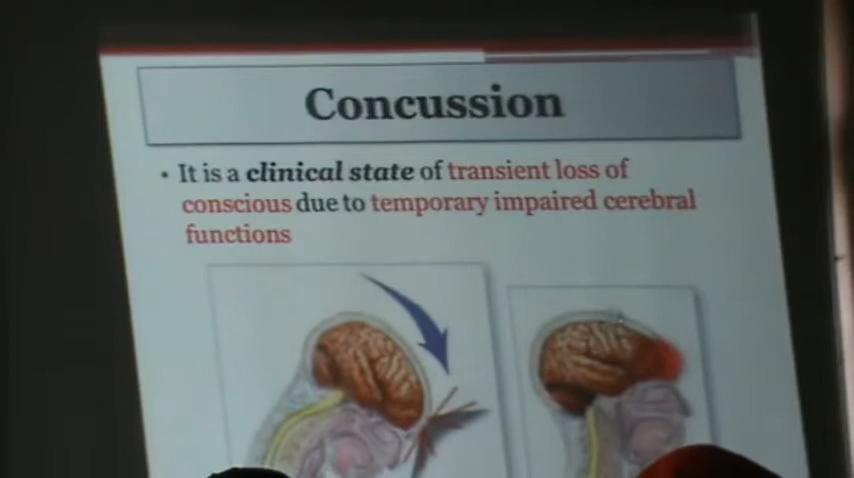 Concussion
• It is a clinical state of transient loss of
conscious due to temporary impaired cerebral
functions